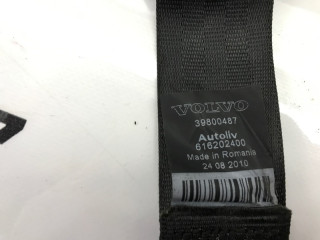 VOLVO
39800487
Autoliv
616202400
Made in Romania
24 08 2010